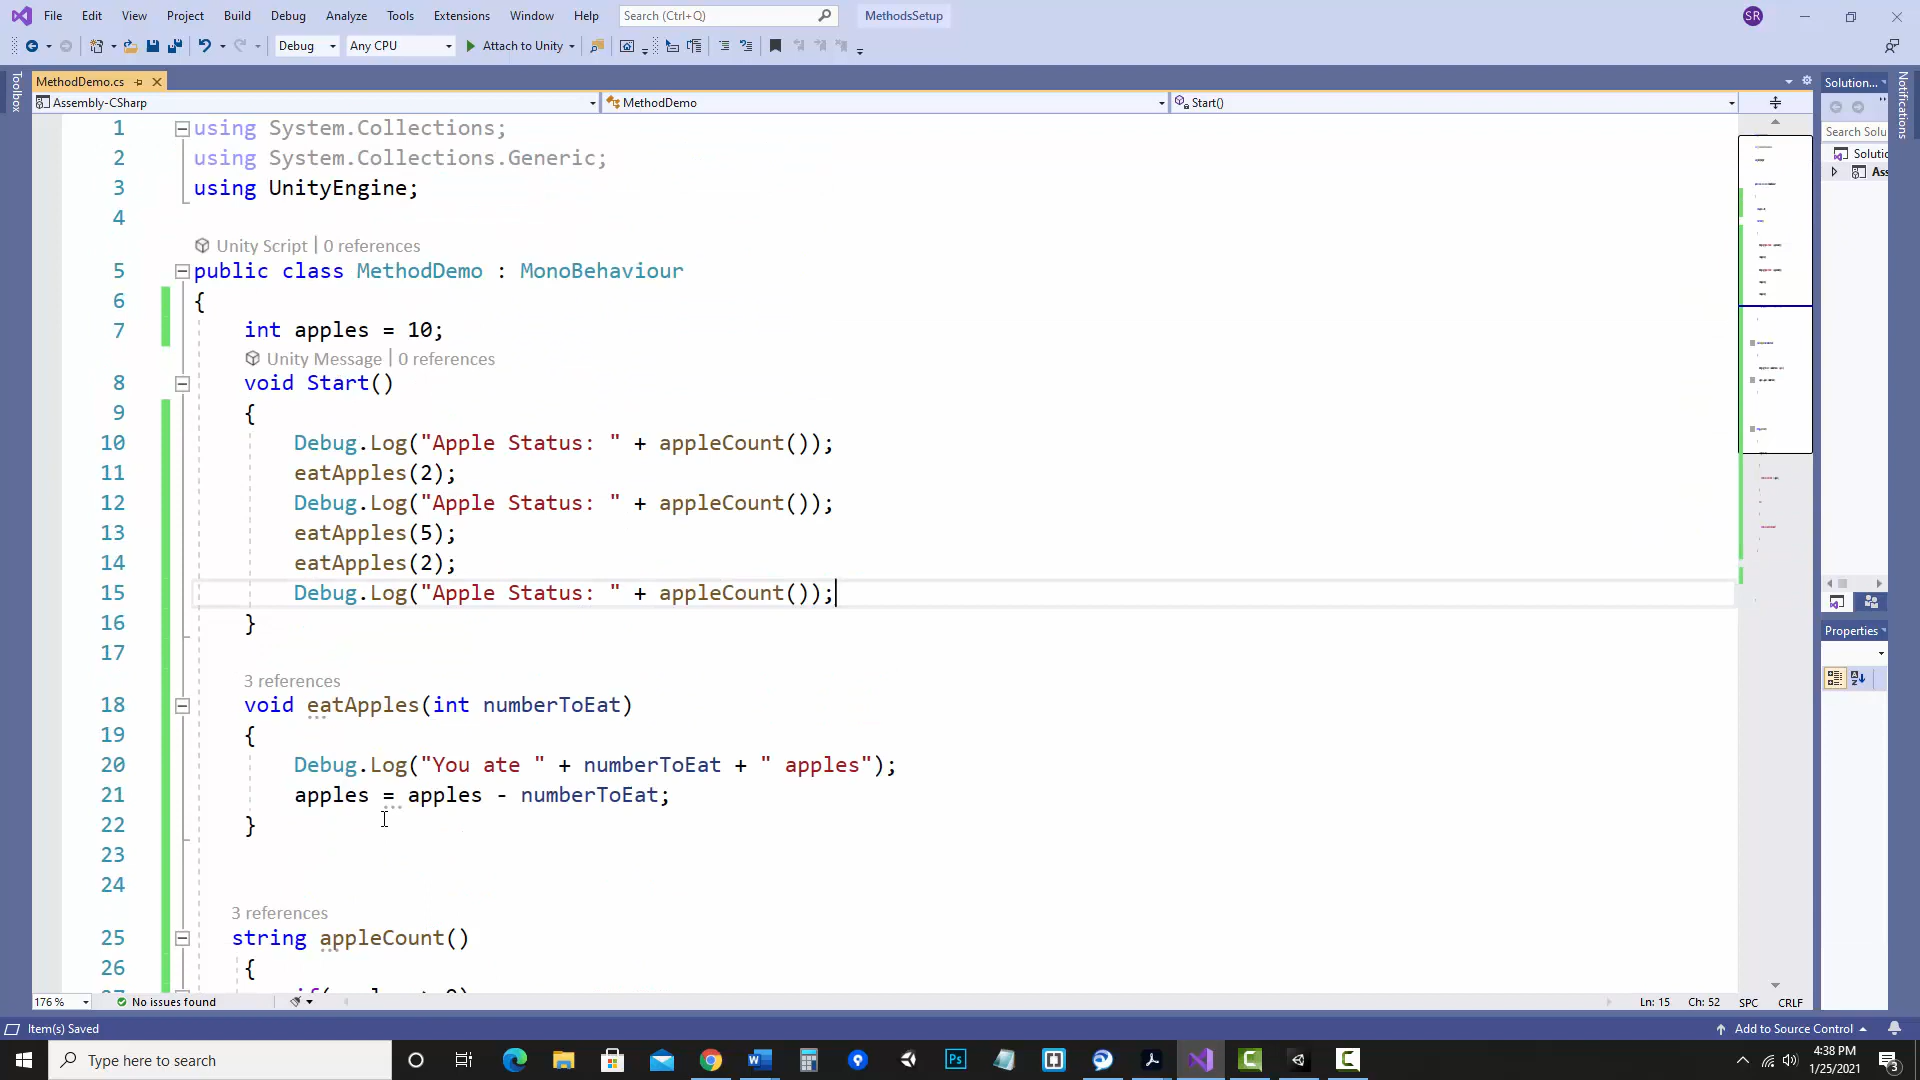 File Edit View Project Build Debug Analyze Tools Extensions Window Help Search (Ctrl+Q) MethodsSetup SR
Debug Any CPU Attach to Unity
Toolbox
MethodDemo.cs
Solution...
Notifications
Assembly-CSharp MethodDemo Start()
Search Solu
Solutio
Ass
1 using System.Collections;
2 using System.Collections.Generic;
3 using UnityEngine;
4
Unity Script | 0 references
5 public class MethodDemo : MonoBehaviour
6 {
7 int apples = 10;
Unity Message | 0 references
8 void Start()
9 {
10 Debug.Log("Apple Status: " + appleCount());
11 eatApples(2);
12 Debug.Log("Apple Status: " + appleCount());
13 eatApples(5);
14 eatApples(2);
15 Debug.Log("Apple Status: " + appleCount());
16 }
17
3 references
18 void eatApples(int numberToEat)
19 {
20 Debug.Log("You ate " + numberToEat + " apples");
21 apples = apples - numberToEat;
22 }
23
24
3 references
25 string appleCount()
26 {
Properties
176 % No issues found Ln: 15 Ch: 52 SPC CRLF
Item(s) Saved Add to Source Control
Type here to search
4:38 PM
1/25/2021
3